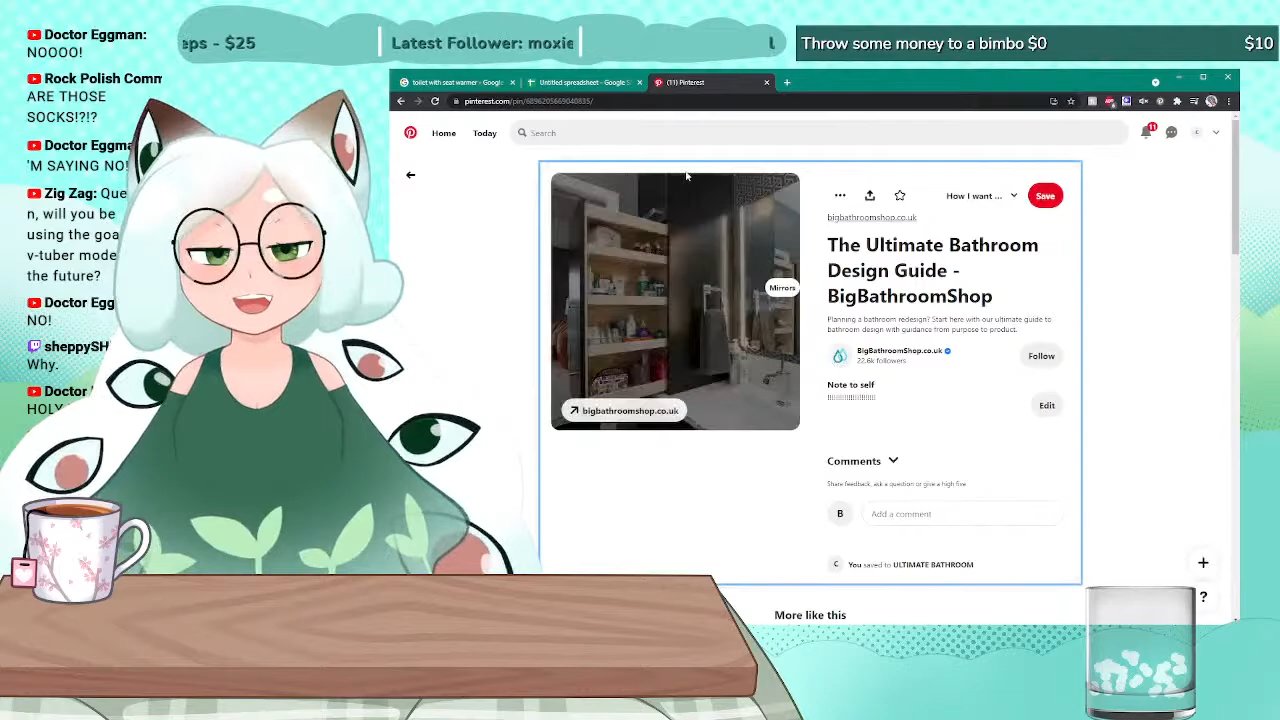 Doctor Eggman:
NOOOO!
Rock Polish Comm
ARE THOSE
SOCKS!?!?
Doctor Eggma
'M SAYING NO!
Zig Zag: Que
n, will you be
using the goa
v-tuber mode
the future?
Doctor Egg
NO!
sheppySH
Why.
Doctor
HOLY
eps - $25
Latest Follower: moxie
Throw some money to a bimbo $0
$10
toilet with seat warmer - Google
Untitled spreadsheet - Google S
(11) Pinterest
pinterest.com/pin/6896205669040835/
Home
Today
Search
11
How I want ...
Save
bigbathroomshop.co.uk
The Ultimate Bathroom
Design Guide -
BigBathroomShop
Planning a bathroom redesign? Start here with our ultimate guide to
bathroom design with guidance from purpose to product.
BigBathroomShop.co.uk
22.6k followers
Follow
Note to self
Edit
Mirrors
bigbathroomshop.co.uk
Comments
Share feedback, ask a question or give a high five
B
Add a comment
C
You saved to ULTIMATE BATHROOM
More like this
+
?